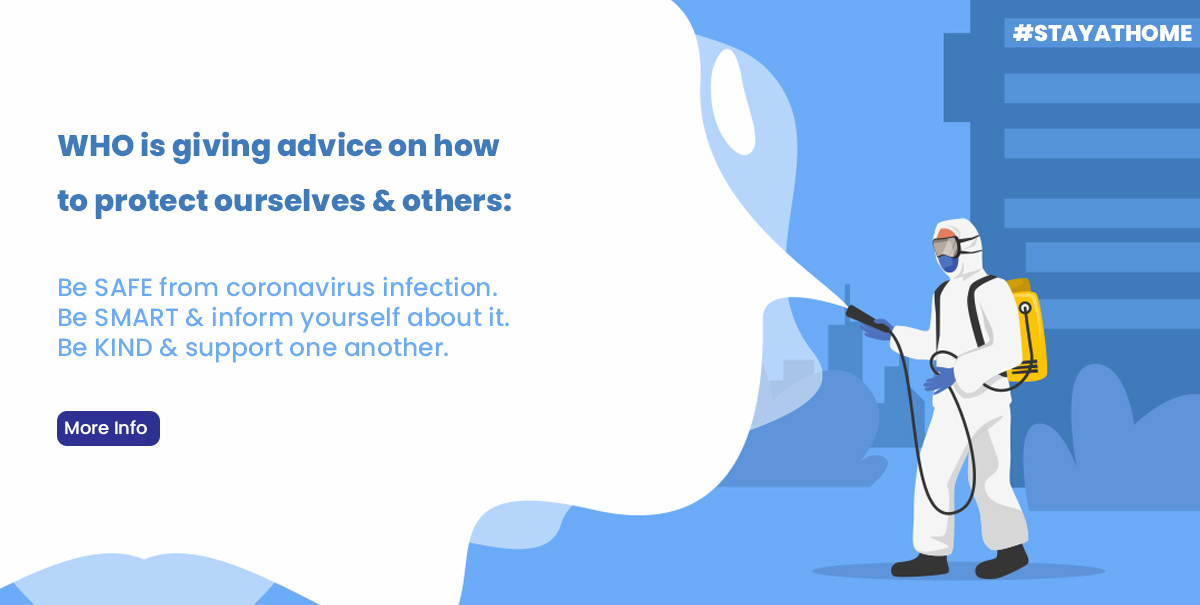 #STAYATHOME
WHO is giving advice on how
to protect ourselves & others:
Be SAFE from coronavirus infection.
Be SMART & inform yourself about it.
Be KIND & support one another.
More Info